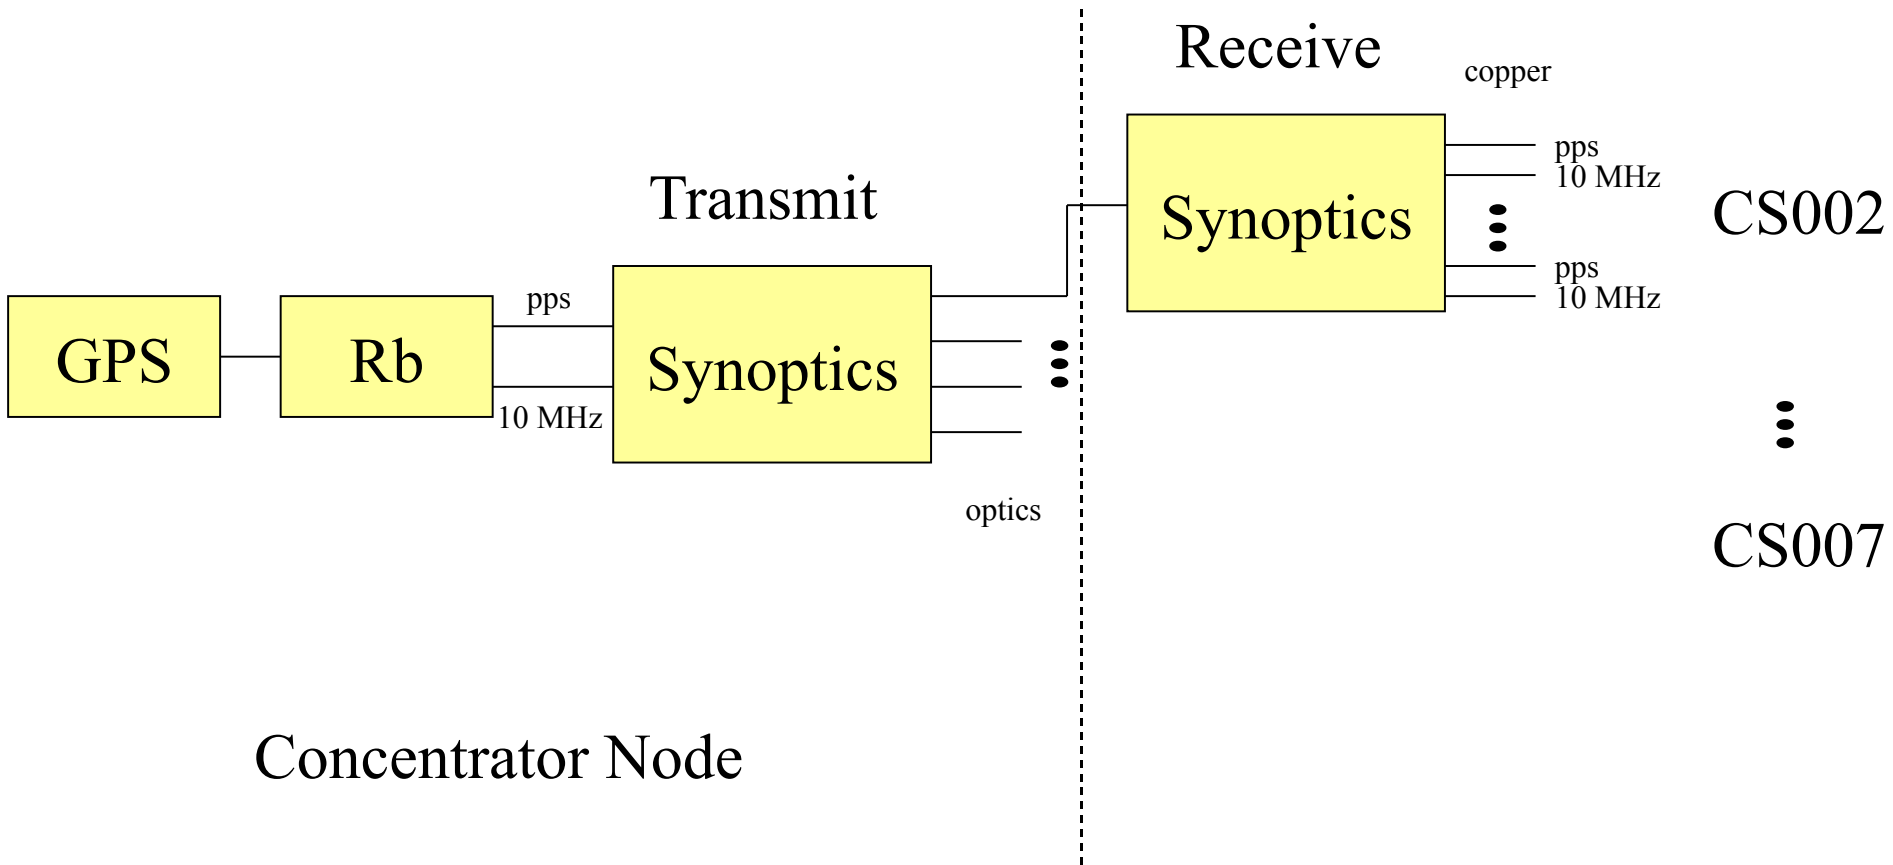 Receive
copper
pps
10 MHz
Transmit
Synoptics
CS002
pps
10 MHz
pps
GPS
Rb
Synoptics
10 MHz
optics
CS007
Concentrator Node